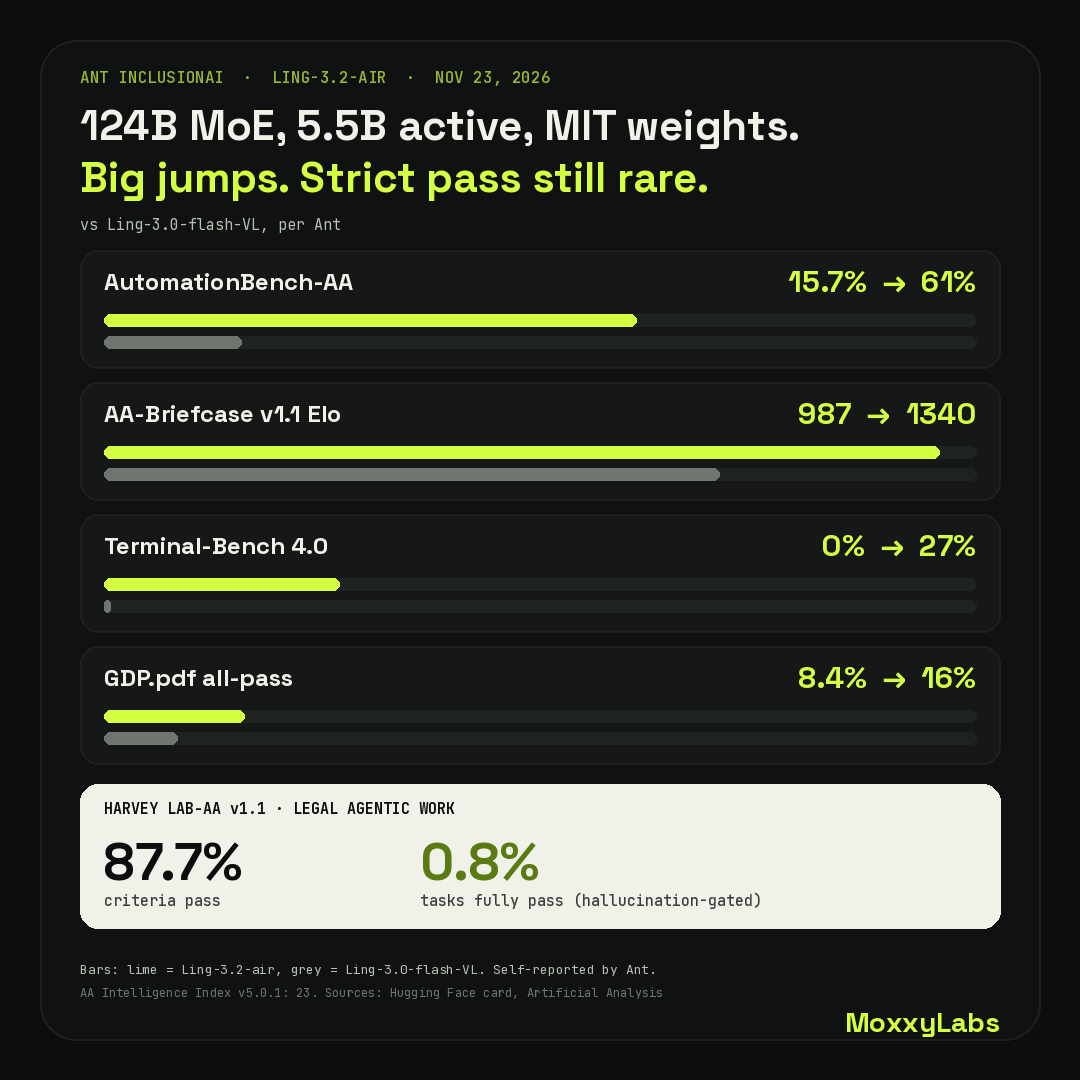 ANT INCLUSIONAI · LING-3.2-AIR · NOV 23, 2026
124B MoE, 5.5B active, MIT weights.
Big jumps. Strict pass still rare.
vs Ling-3.0-flash-VL, per Ant
AutomationBench-AA 15.7% → 61%
AA-Briefcase v1.1 Elo 987 → 1340
Terminal-Bench 4.0 0% → 27%
GDP.pdf all-pass 8.4% → 16%
HARVEY LAB-AA v1.1 · LEGAL AGENTIC WORK
87.7% 0.8%
criteria pass tasks fully pass (hallucination-gated)
Bars: lime = Ling-3.2-air, grey = Ling-3.0-flash-VL. Self-reported by Ant.
AA Intelligence Index v5.0.1: 23. Sources: Hugging Face card, Artificial Analysis
MoxxyLabs